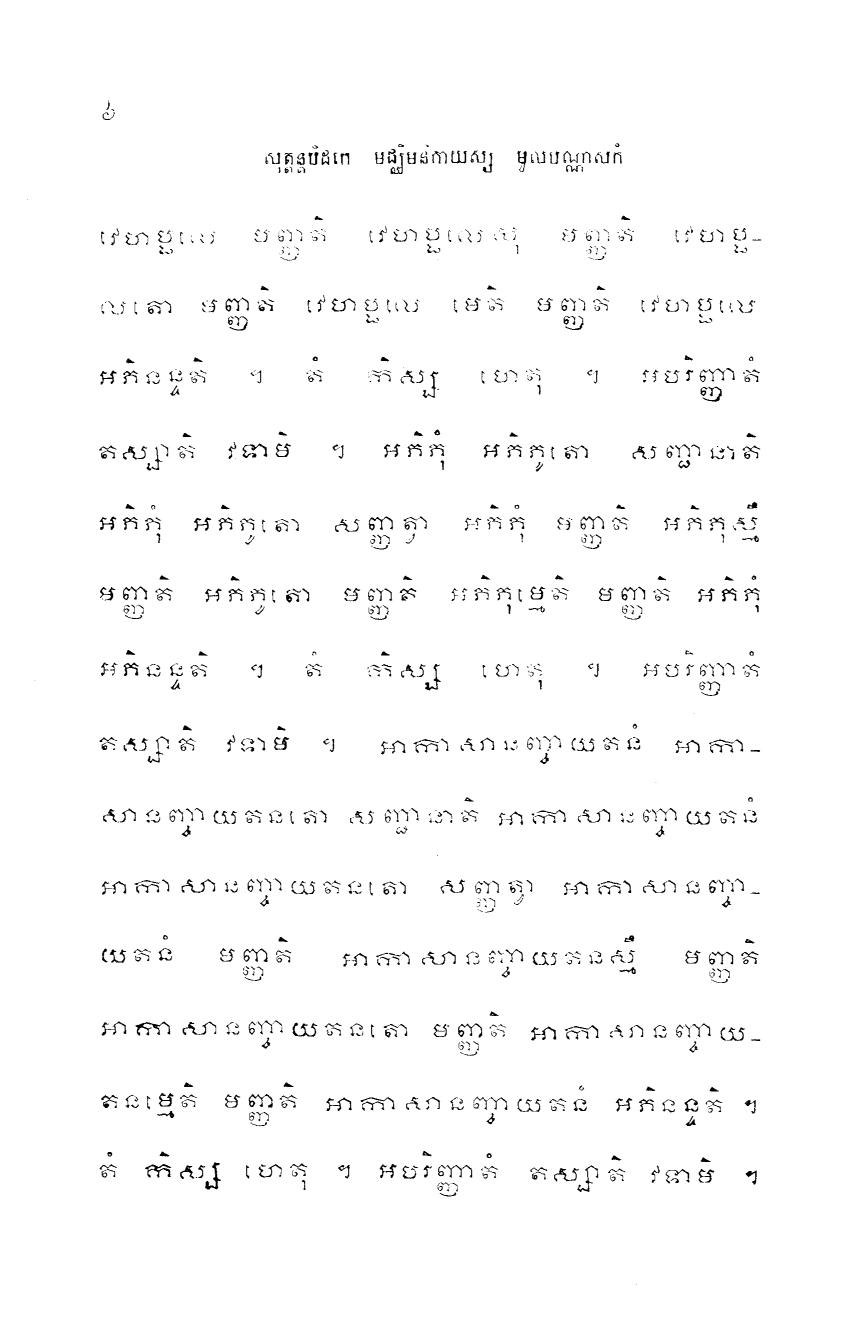 ៦
សុត្តន្តបិដកេ មជ្ឈិមនិកាយស្ស មូលបណ្ណាសកំ
វេហប្ផលេ មញ្ញតិ វេហប្ផលេសុ មញ្ញតិ វេហប្ផ-
លតោ មញ្ញតិ វេហប្ផលេ មេតិ មញ្ញតិ វេហប្ផលេ
អភិនន្ទតិ ។ តំ កិស្ស ហេតុ ។ អបរិញ្ញាតំ
តស្សាតិ វទាមិ ។ អភិភុំ អភិភូតោ សញ្ជានាតិ
អភិភុំ អភិភូតោ សញ្ញត្វា អភិភុំ មញ្ញតិ អភិភុស្មឹ
មញ្ញតិ អភិភូតោ មញ្ញតិ អភិភុម្មេតិ មញ្ញតិ អភិភុំ
អភិនន្ទតិ ។ តំ កិស្ស ហេតុ ។ អបរិញ្ញាតំ
តស្សាតិ វទាមិ ។ អាកាសានញ្ចាយតនំ អាកា-
សានញ្ចាយតនតោ សញ្ជានាតិ អាកាសានញ្ចាយតនំ
អាកាសានញ្ចាយតនតោ សញ្ញត្វា អាកាសានញ្ចា-
យតនំ មញ្ញតិ អាកាសានញ្ចាយតនស្មឹ មញ្ញតិ
អាកាសានញ្ចាយតនតោ មញ្ញតិ អាកាសានញ្ចាយ-
តនម្មេតិ មញ្ញតិ អាកាសានញ្ចាយតនំ អភិនន្ទតិ ។
តំ កិស្ស ហេតុ ។ អបរិញ្ញាតំ តស្សាតិ វទាមិ ។